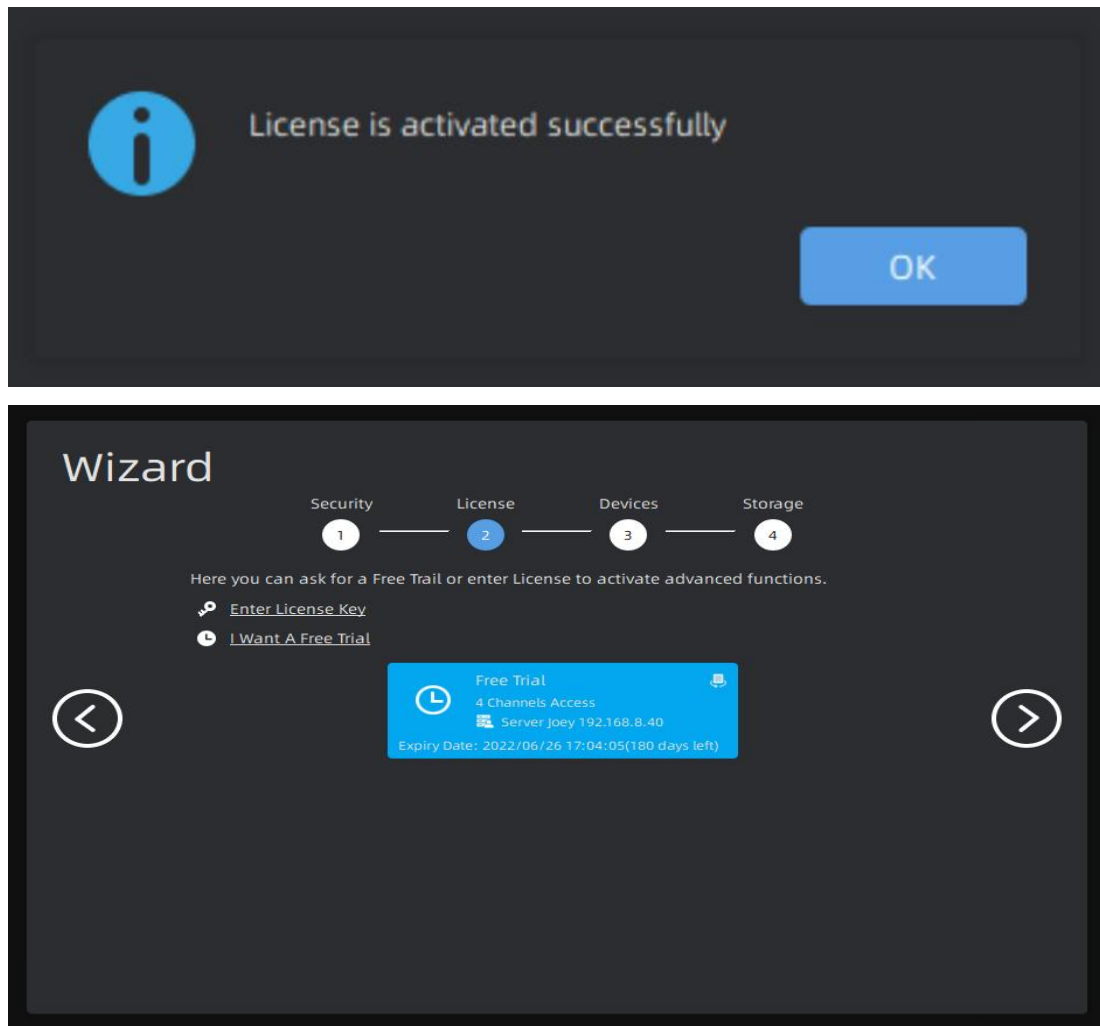 License is activated successfully
OK
Wizard
Security License Devices Storage
1 2 3 4
Here you can ask for a Free Trail or enter License to activate advanced functions.
Enter License Key
I Want A Free Trial
Free Trial
4 Channels Access
Server Joey 192.168.8.40
Expiry Date: 2022/06/26 17:04:05(180 days left)